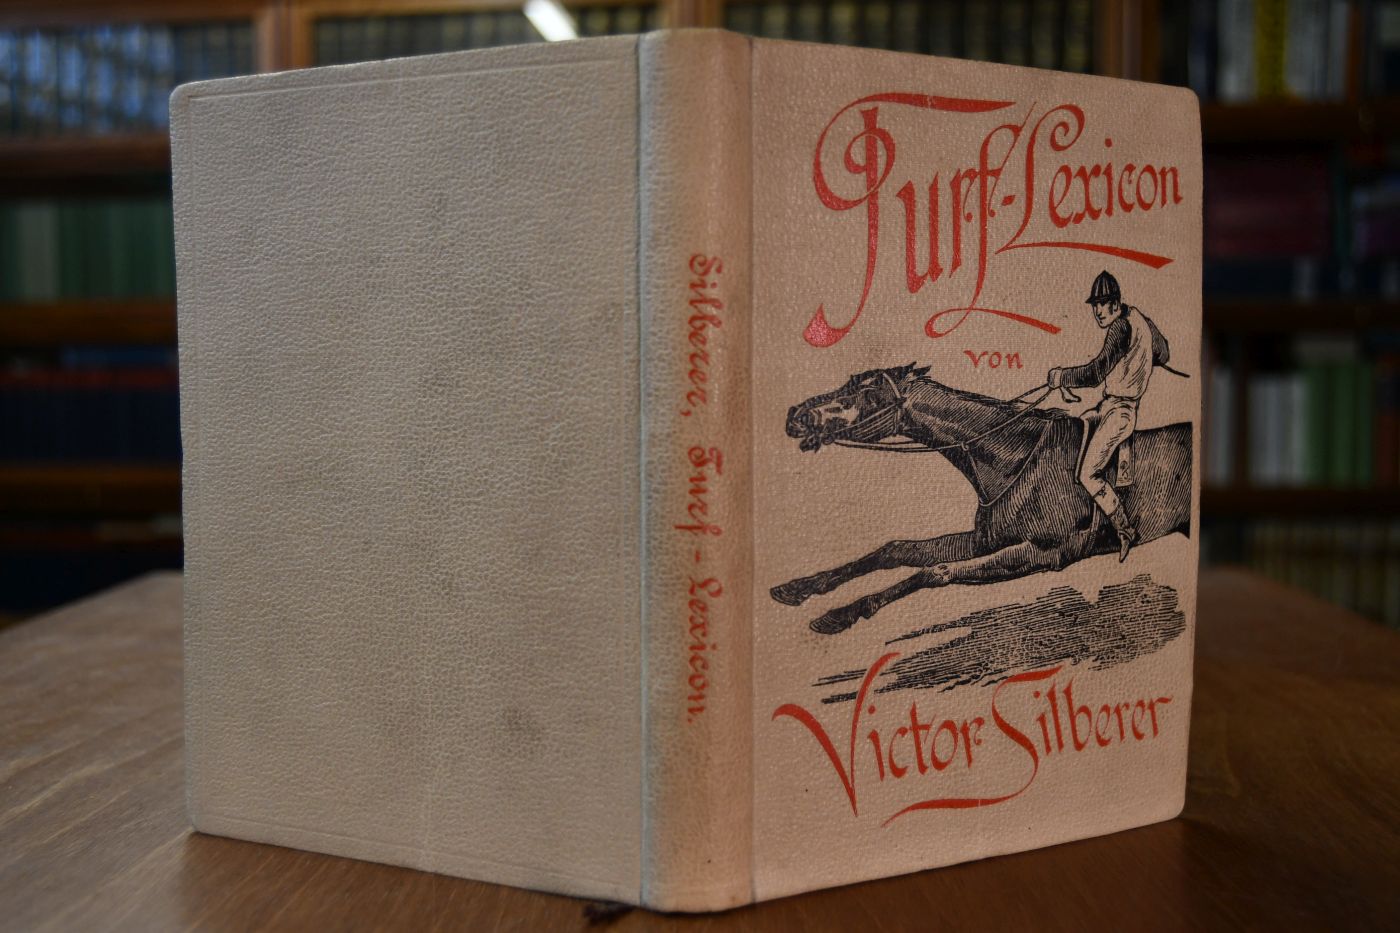 Turf-Lexicon
von
Victor Silberer
Silberer, Turf-Lexicon.